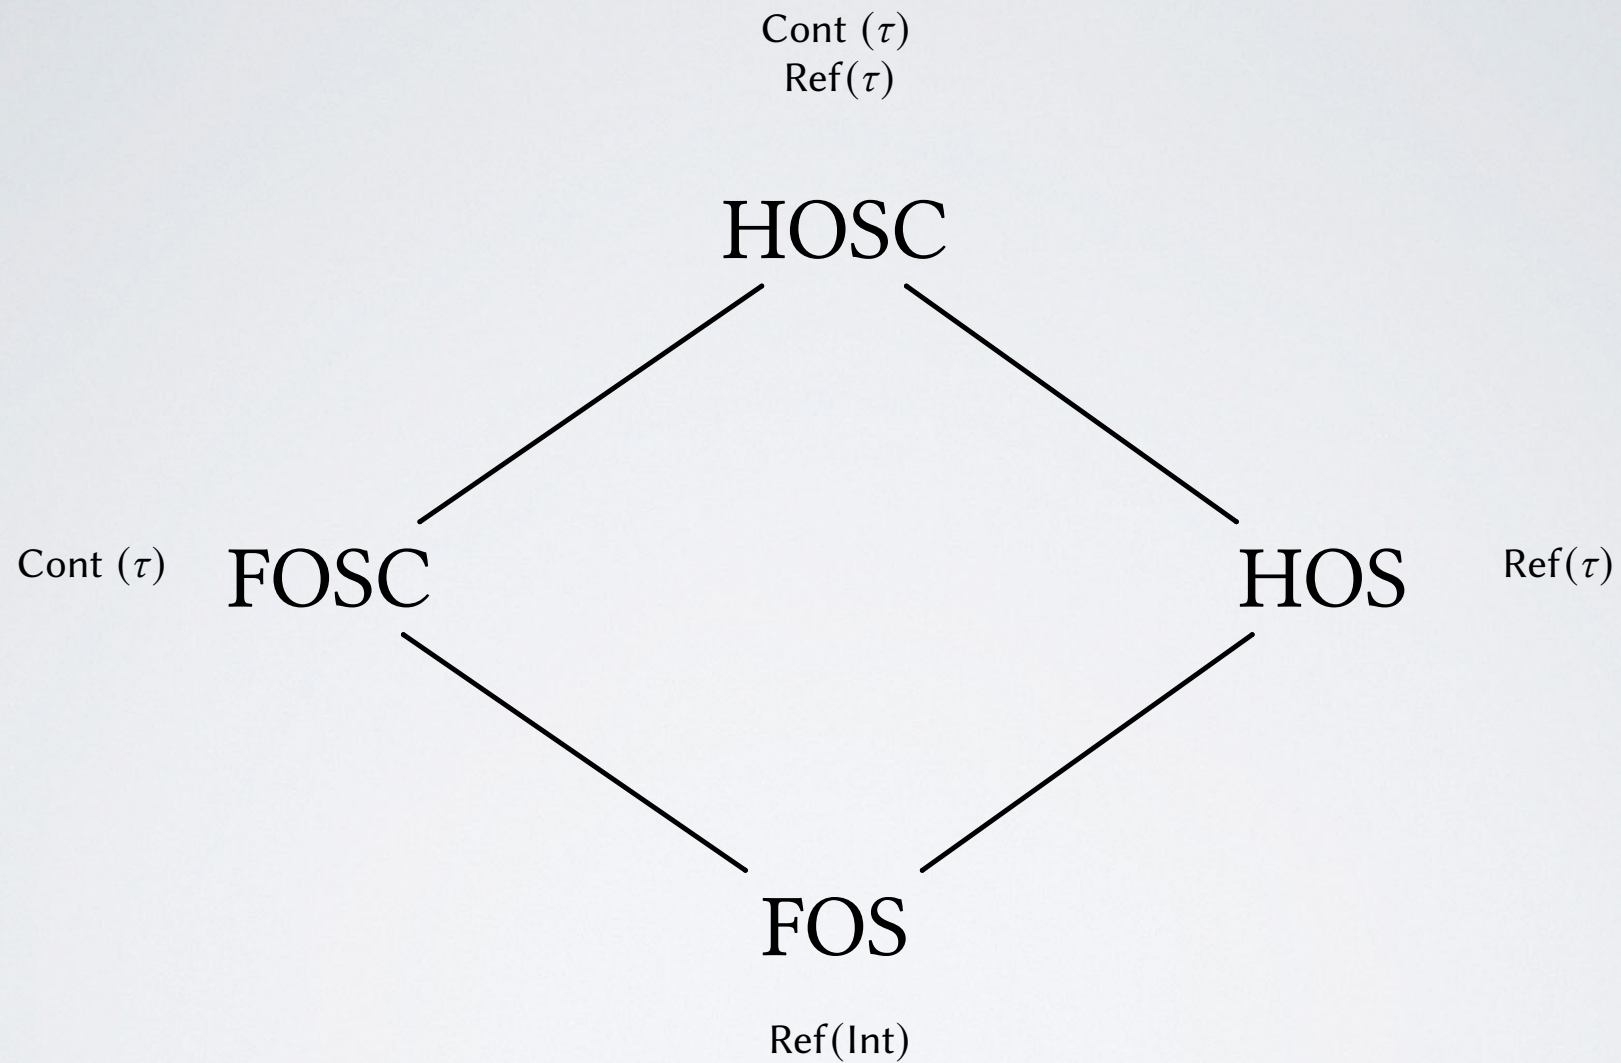 Cont (τ)
Ref(τ)
HOSC
Cont (τ) FOSC HOS Ref(τ)
FOS
Ref(Int)